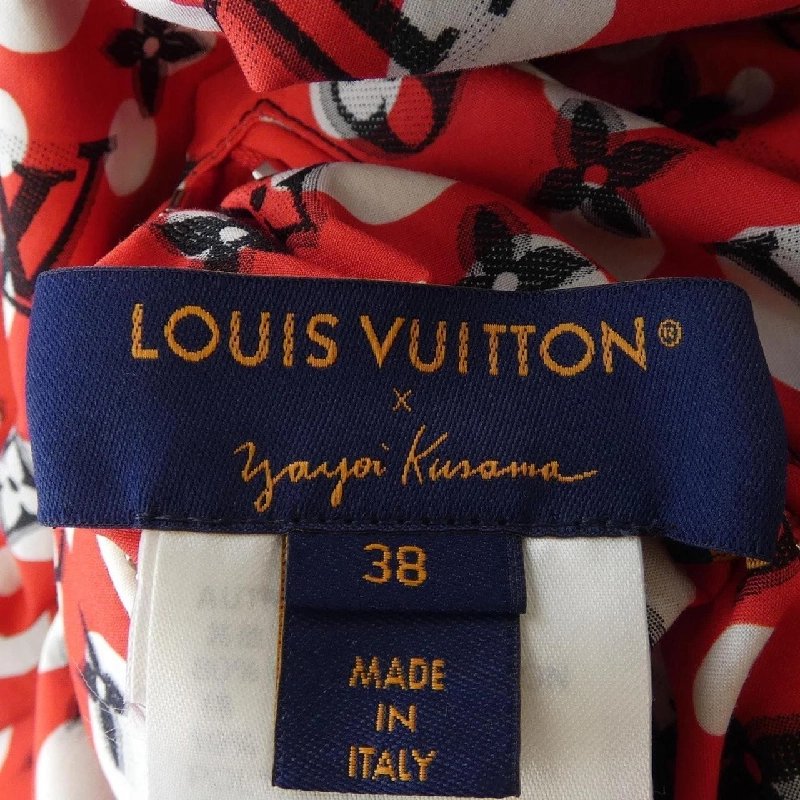 LOUIS VUITTON®
x
Yayoi Kusama
38
MADE
IN
ITALY